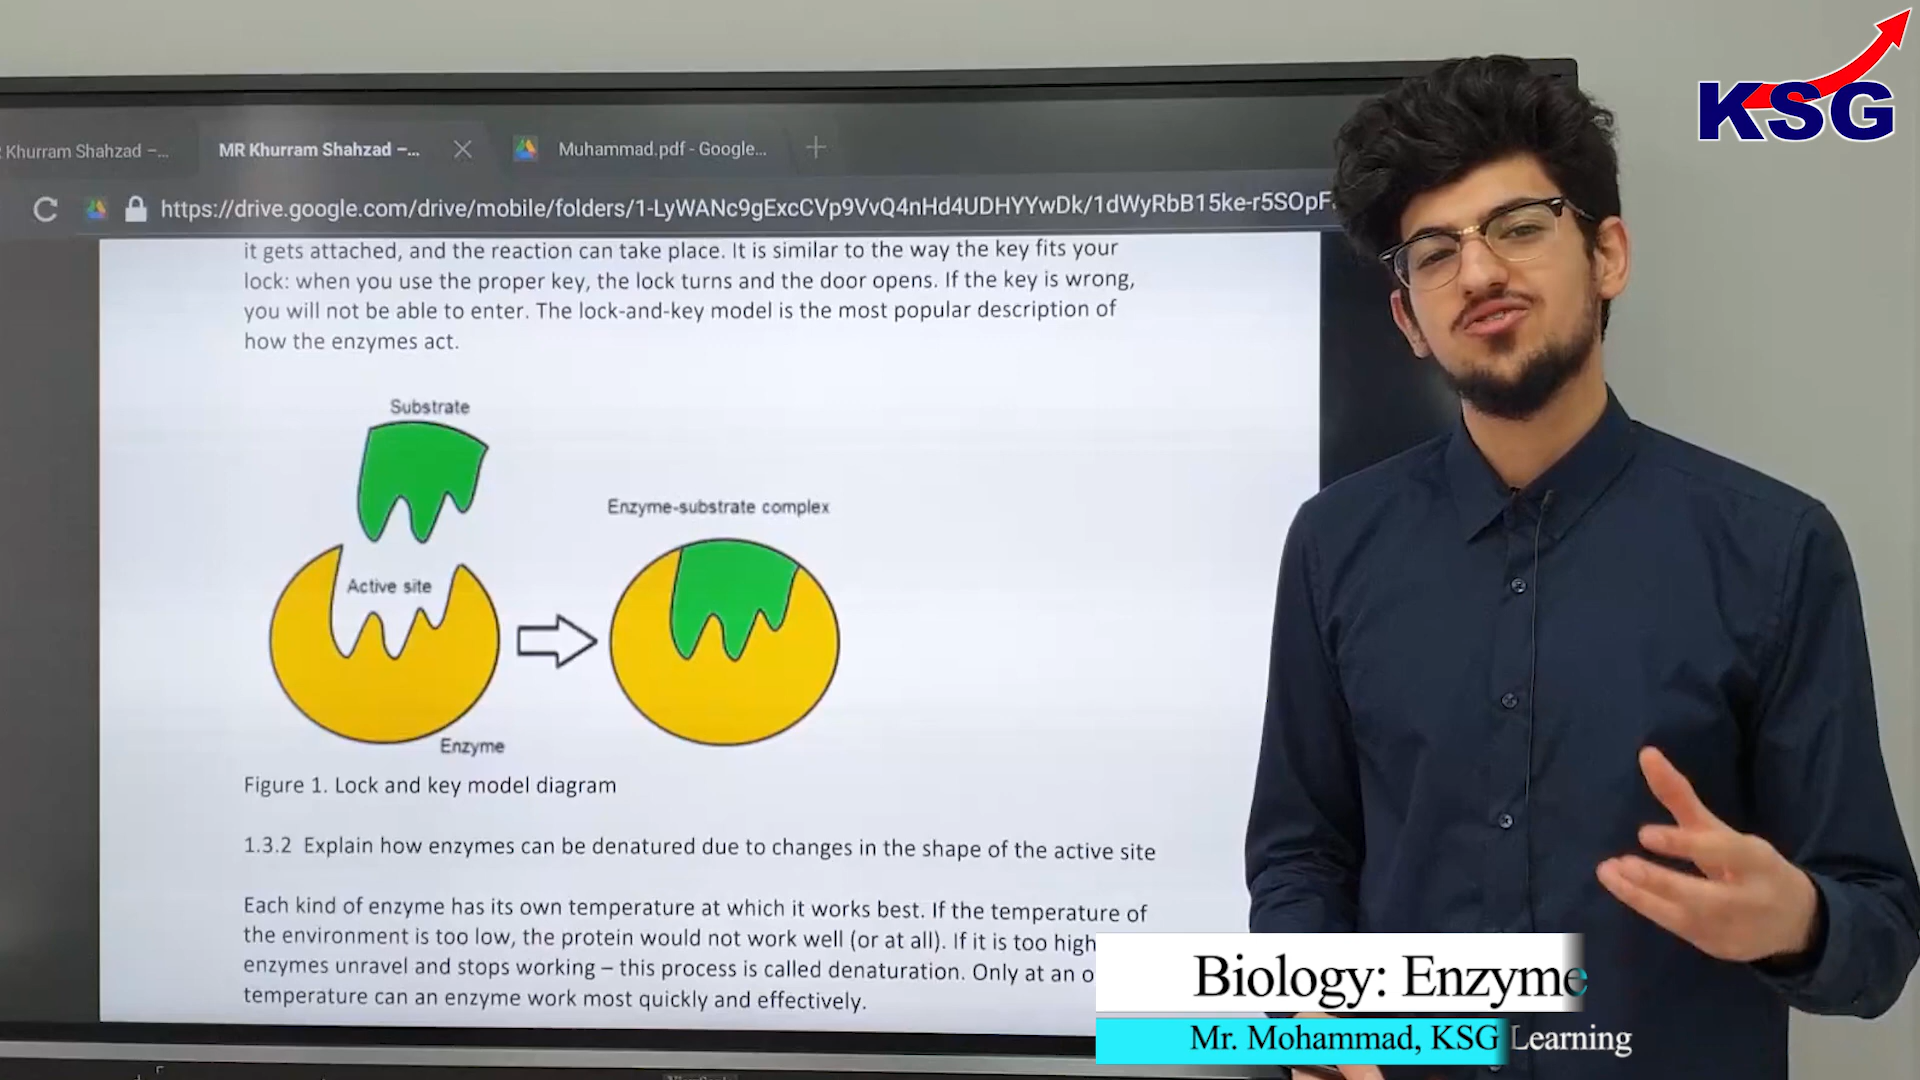 KSG
Khurram Shahzad –...
MR Khurram Shahzad –...
Muhammad.pdf - Google...
https://drive.google.com/drive/mobile/folders/1-LyWANc9gExcCVp9VvQ4nHd4UDHYYwDk/1dWyRbB15ke-r5SOpF
it gets attached, and the reaction can take place. It is similar to the way the key fits your
lock: when you use the proper key, the lock turns and the door opens. If the key is wrong,
you will not be able to enter. The lock-and-key model is the most popular description of
how the enzymes act.
Substrate
Enzyme-substrate complex
Active site
Enzyme
Figure 1. Lock and key model diagram
1.3.2 Explain how enzymes can be denatured due to changes in the shape of the active site
Each kind of enzyme has its own temperature at which it works best. If the temperature of
the environment is too low, the protein would not work well (or at all). If it is too high
enzymes unravel and stops working – this process is called denaturation. Only at an o
temperature can an enzyme work most quickly and effectively.
Biology: Enzyme
Mr. Mohammad, KSG Learning